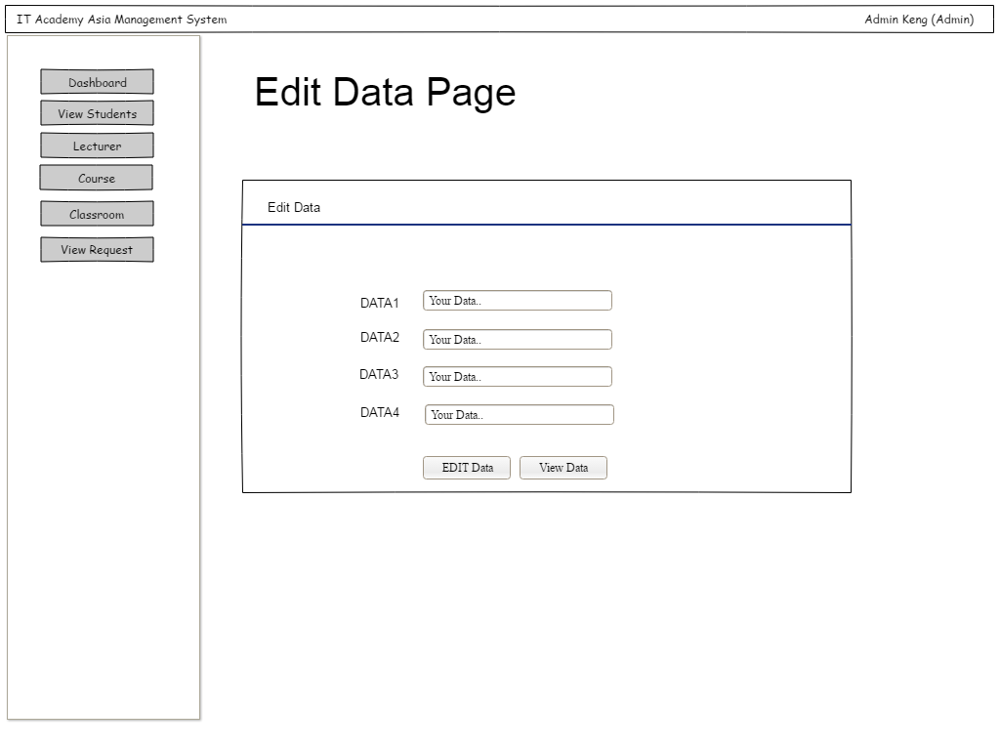 IT Academy Asia Management System
Admin Keng (Admin)
Dashboard
View Students
Lecturer
Course
Classroom
View Request
Edit Data Page
Edit Data
DATA1 Your Data..
DATA2 Your Data..
DATA3 Your Data..
DATA4 Your Data..
EDIT Data View Data